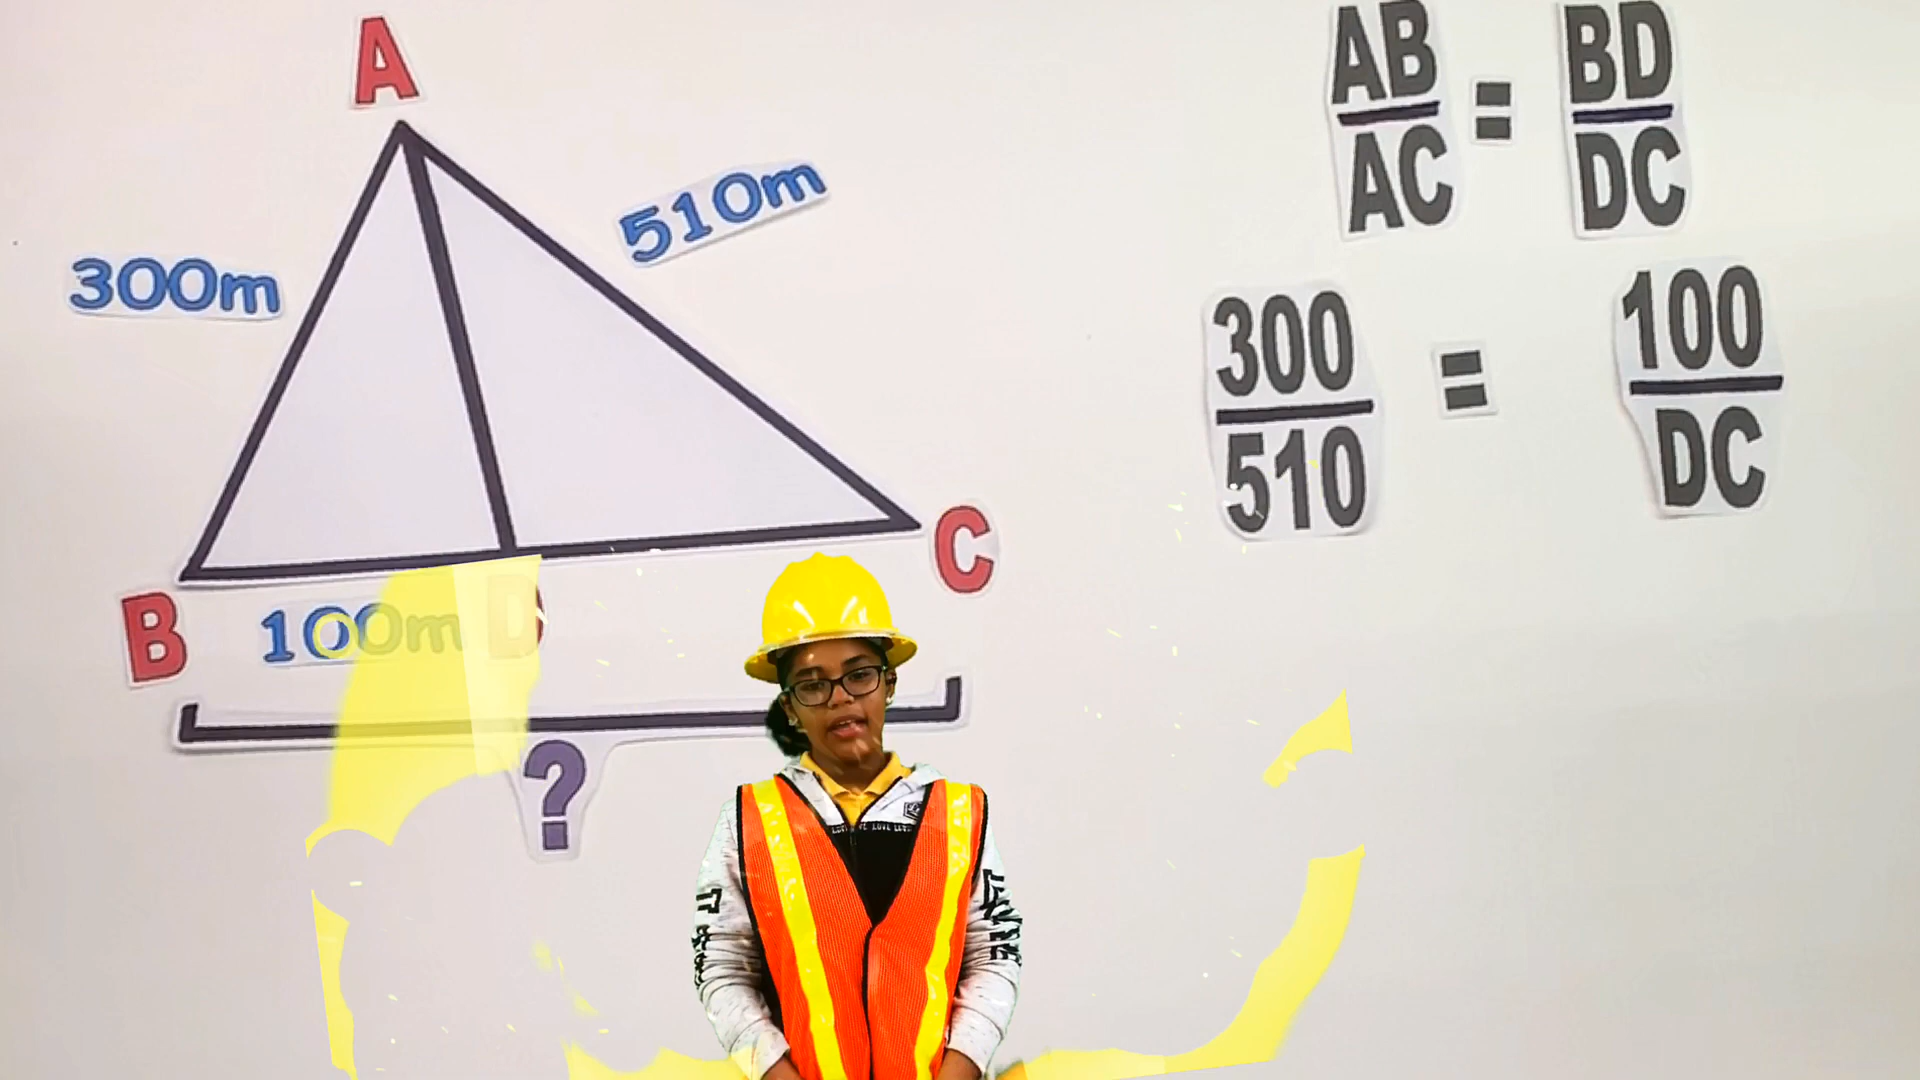 A
510m
300m
C
B
100m D
?
AB = BD
AC DC
300 = 100
510 DC